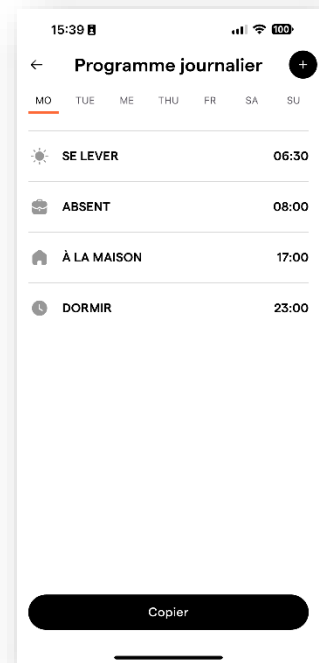 15:39 100
Programme journalier
MO TUE ME THU FR SA SU
SE LEVER 06:30
ABSENT 08:00
À LA MAISON 17:00
DORMIR 23:00
Copier